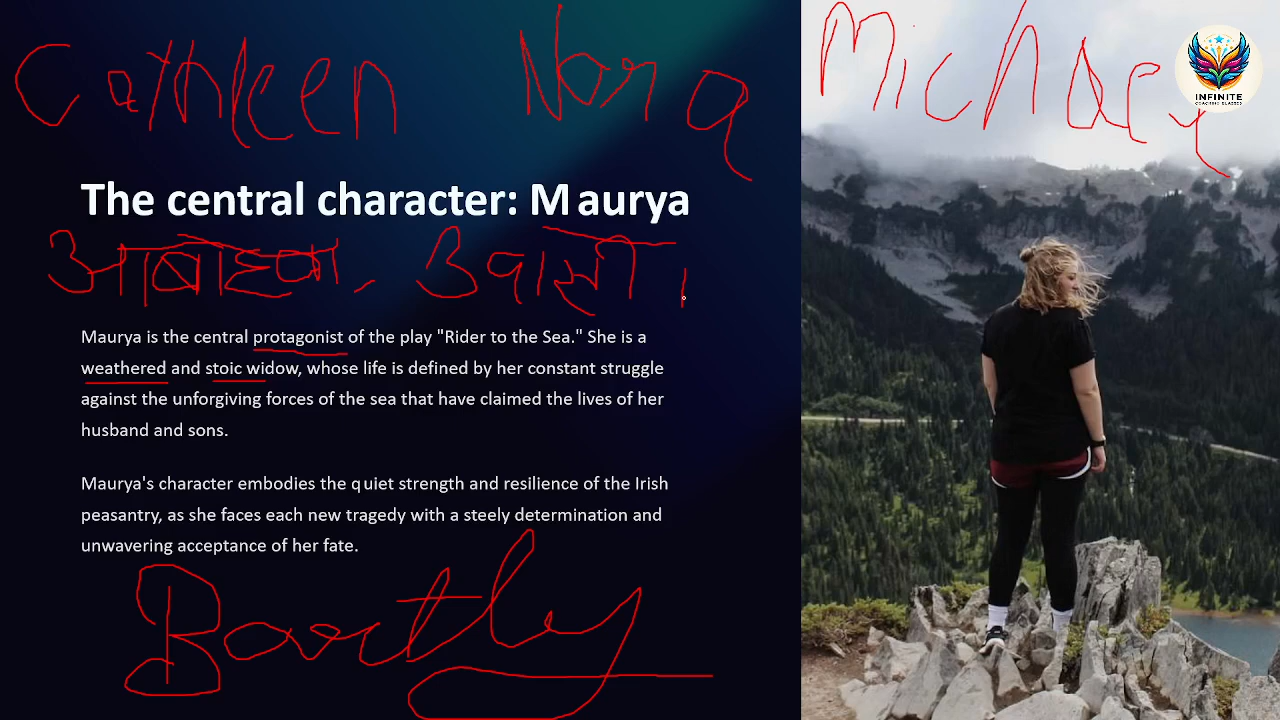 Cathleen Nora Michael
INFINITE
COACHING CLASSES
The central character: Maurya
उदासी ।
Maurya is the central protagonist of the play "Rider to the Sea." She is a
weathered and stoic widow, whose life is defined by her constant struggle
against the unforgiving forces of the sea that have claimed the lives of her
husband and sons.
Maurya's character embodies the quiet strength and resilience of the Irish
peasantry, as she faces each new tragedy with a steely determination and
unwavering acceptance of her fate.
Bartley